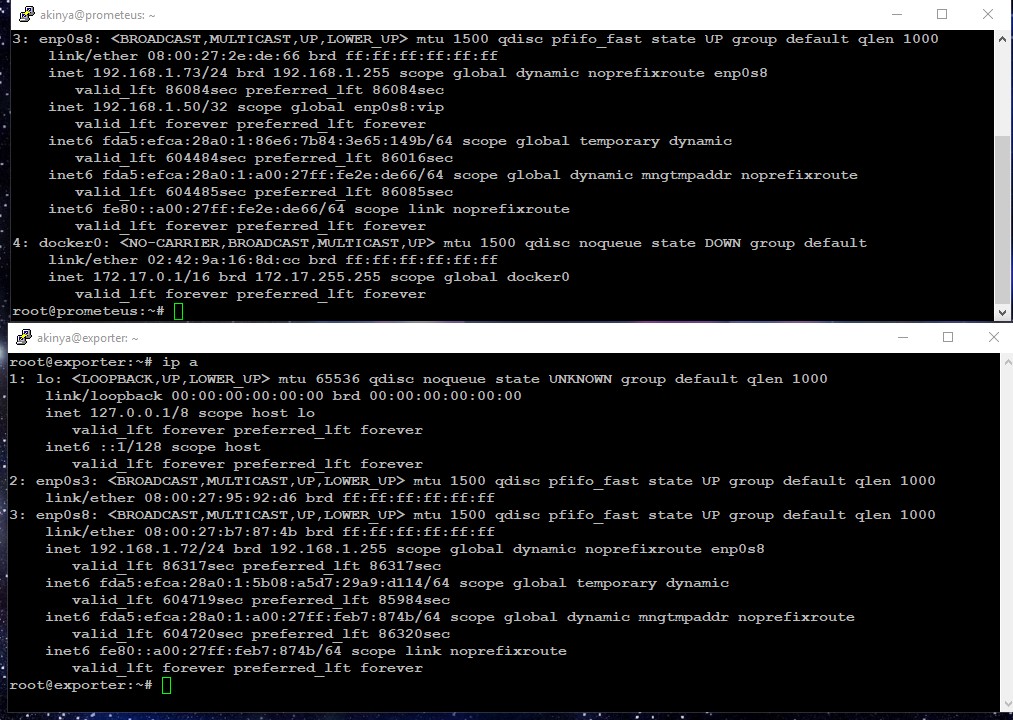 akinya@prometeus: ~
3: enp0s8: <BROADCAST,MULTICAST,UP,LOWER_UP> mtu 1500 qdisc pfifo_fast state UP group default qlen 1000
link/ether 08:00:27:2e:de:66 brd ff:ff:ff:ff:ff:ff
inet 192.168.1.73/24 brd 192.168.1.255 scope global dynamic noprefixroute enp0s8
valid_lft 86084sec preferred_lft 86084sec
inet 192.168.1.50/32 scope global enp0s8:vip
valid_lft forever preferred_lft forever
inet6 fda5:efca:28a0:1:86e6:7b84:3e65:149b/64 scope global temporary dynamic
valid_lft 604484sec preferred_lft 86016sec
inet6 fda5:efca:28a0:1:a00:27ff:fe2e:de66/64 scope global dynamic mngtmpaddr noprefixroute
valid_lft 604485sec preferred_lft 86085sec
inet6 fe80::a00:27ff:fe2e:de66/64 scope link noprefixroute
valid_lft forever preferred_lft forever
4: docker0: <NO-CARRIER,BROADCAST,MULTICAST,UP> mtu 1500 qdisc noqueue state DOWN group default
link/ether 02:42:9a:16:8d:cc brd ff:ff:ff:ff:ff:ff
inet 172.17.0.1/16 brd 172.17.255.255 scope global docker0
valid_lft forever preferred_lft forever
root@prometeus:~#
akinya@exporter: ~
root@exporter:~# ip a
1: lo: <LOOPBACK,UP,LOWER_UP> mtu 65536 qdisc noqueue state UNKNOWN group default qlen 1000
link/loopback 00:00:00:00:00:00 brd 00:00:00:00:00:00
inet 127.0.0.1/8 scope host lo
valid_lft forever preferred_lft forever
inet6 ::1/128 scope host
valid_lft forever preferred_lft forever
2: enp0s3: <BROADCAST,MULTICAST,UP,LOWER_UP> mtu 1500 qdisc pfifo_fast state UP group default qlen 1000
link/ether 08:00:27:95:92:d6 brd ff:ff:ff:ff:ff:ff
3: enp0s8: <BROADCAST,MULTICAST,UP,LOWER_UP> mtu 1500 qdisc pfifo_fast state UP group default qlen 1000
link/ether 08:00:27:b7:87:4b brd ff:ff:ff:ff:ff:ff
inet 192.168.1.72/24 brd 192.168.1.255 scope global dynamic noprefixroute enp0s8
valid_lft 86317sec preferred_lft 86317sec
inet6 fda5:efca:28a0:1:5b08:a5d7:29a9:d114/64 scope global temporary dynamic
valid_lft 604719sec preferred_lft 85984sec
inet6 fda5:efca:28a0:1:a00:27ff:feb7:874b/64 scope global dynamic mngtmpaddr noprefixroute
valid_lft 604720sec preferred_lft 86320sec
inet6 fe80::a00:27ff:feb7:874b/64 scope link noprefixroute
valid_lft forever preferred_lft forever
root@exporter:~#